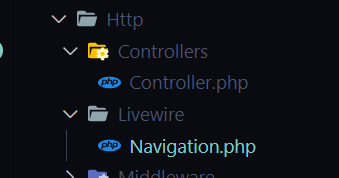 Http
Controllers
php Controller.php
Livewire
php Navigation.php
Middleware